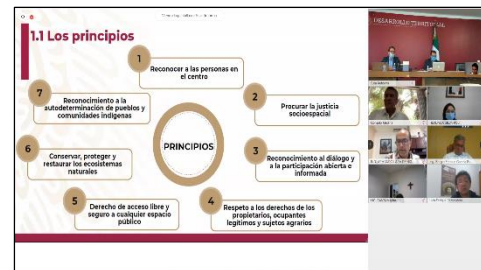 1.1 Los principios
1
Reconocer a las personas en
el centro
2
Procurar la justicia
socioespacial
3
Reconocimiento al diálogo y
a la participación abierta e
informada
4
Respeto a los derechos de los
propietarios, ocupantes
legítimos y sujetos agrarios
5
Derecho de acceso libre y
seguro a cualquier espacio
público
6
Conservar, proteger y
restaurar los ecosistemas
naturales
7
Reconocimiento a la
autodeterminación de pueblos y
comunidades indígenas
PRINCIPIOS
DESARROLLO TERRITORIAL